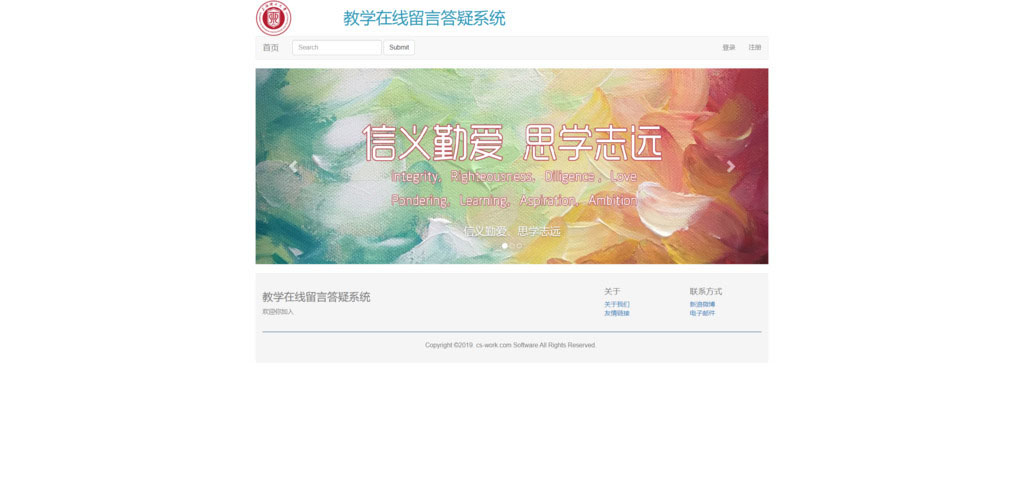 教学在线留言答疑系统
首页 Search Submit 登录 注册
信义勤爱 思学志远
Integrity, Righteousness, Diligence, Love
Pondering, Learning, Aspiration, Ambition
信义勤爱、思学志远
教学在线留言答疑系统
欢迎你加入
关于
关于我们
友情链接
联系方式
新浪微博
电子邮件
Copyright ©2019. cs-work.com Software All Rights Reserved.